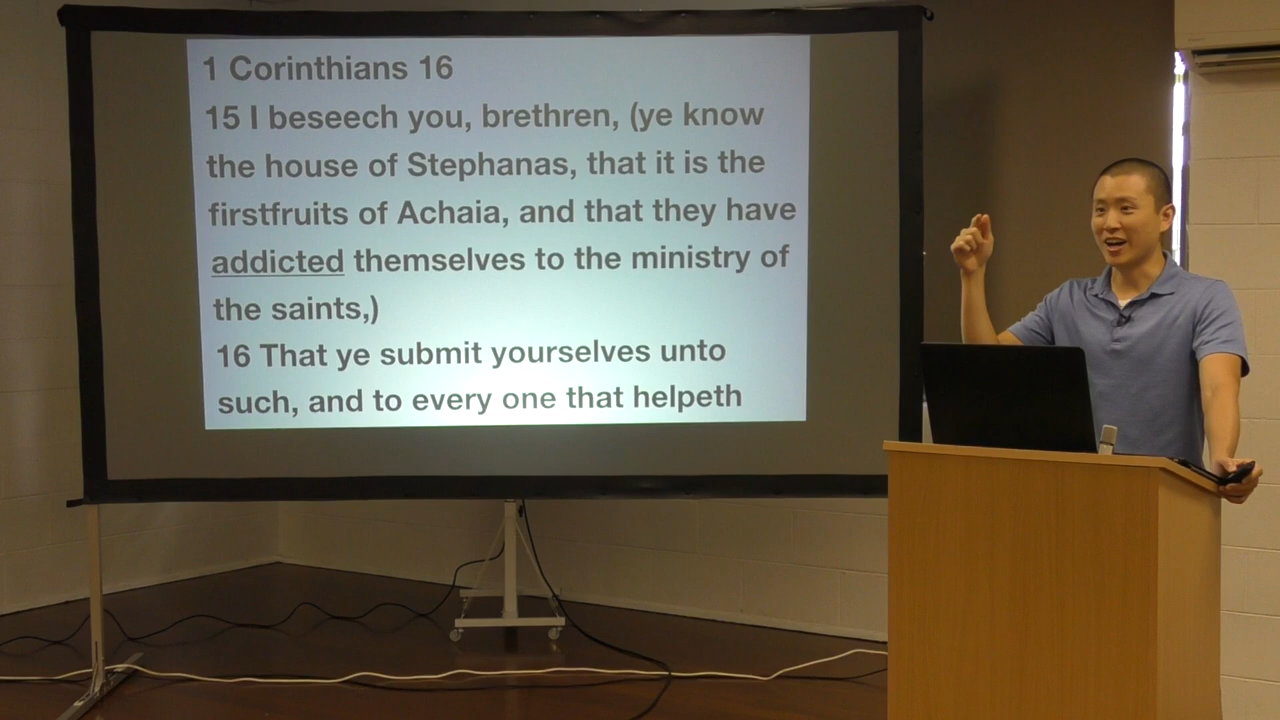 1 Corinthians 16
15 I beseech you, brethren, (ye know
the house of Stephanas, that it is the
firstfruits of Achaia, and that they have
addicted themselves to the ministry of
the saints,)
16 That ye submit yourselves unto
such, and to every one that helpeth